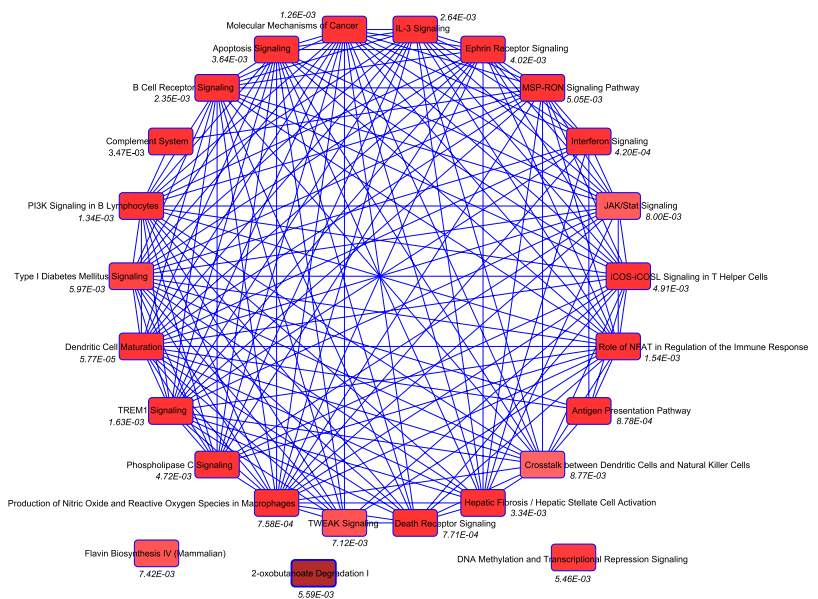 1.26E-03
Molecular Mechanisms of Cancer
2.64E-03
IL-3 Signaling
Apoptosis Signaling
3.64E-03
Ephrin Receptor Signaling
4.02E-03
B Cell Receptor Signaling
2.35E-03
MSP-RON Signaling Pathway
5.05E-03
Complement System
3.47E-03
Interferon Signaling
4.20E-04
PI3K Signaling in B Lymphocytes
1.34E-03
JAK/Stat Signaling
8.00E-03
Type I Diabetes Mellitus Signaling
5.97E-03
iCOS-iCOSL Signaling in T Helper Cells
4.91E-03
Dendritic Cell Maturation
5.77E-05
Role of NFAT in Regulation of the Immune Response
1.54E-03
TREM1 Signaling
1.63E-03
Antigen Presentation Pathway
8.78E-04
Phospholipase C Signaling
4.72E-03
Crosstalk between Dendritic Cells and Natural Killer Cells
8.77E-03
Production of Nitric Oxide and Reactive Oxygen Species in Macrophages
7.58E-04
Hepatic Fibrosis / Hepatic Stellate Cell Activation
3.34E-03
TWEAK Signaling
7.12E-03
Death Receptor Signaling
7.71E-04
Flavin Biosynthesis IV (Mammalian)
7.42E-03
2-oxobutanoate Degradation I
5.59E-03
DNA Methylation and Transcriptional Repression Signaling
5.46E-03